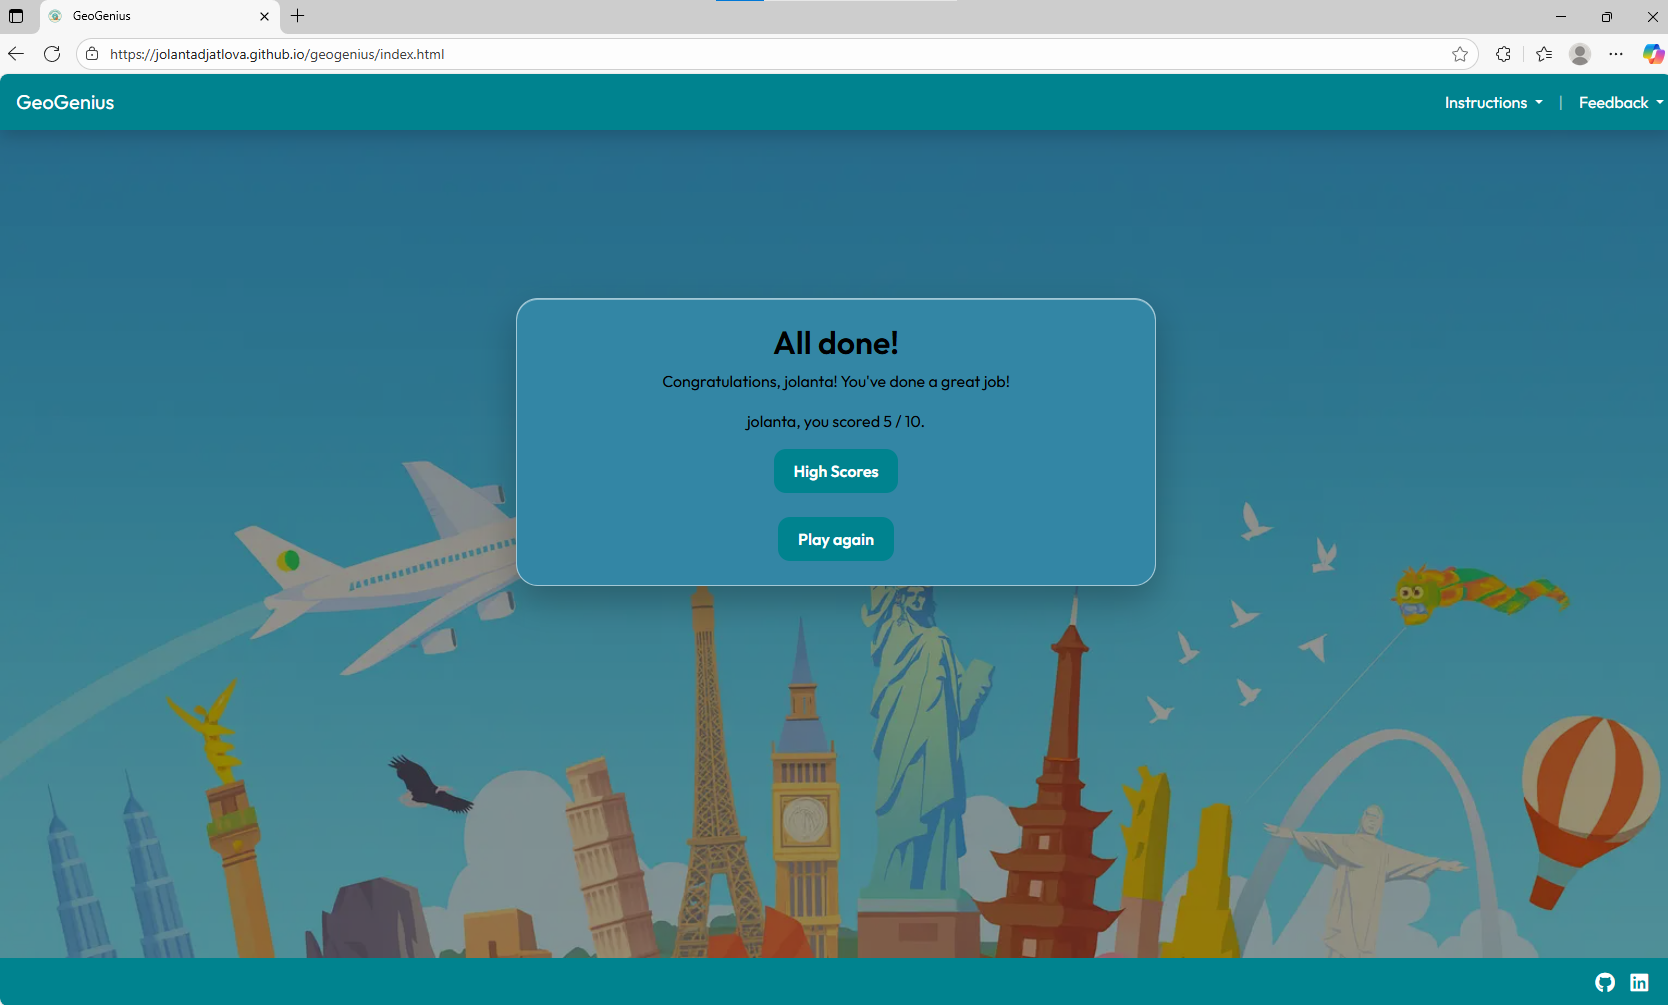 GeoGenius
https://jolantadjatlova.github.io/geogenius/index.html
GeoGenius
Instructions | Feedback
All done!
Congratulations, jolanta! You've done a great job!
jolanta, you scored 5 / 10.
High Scores
Play again